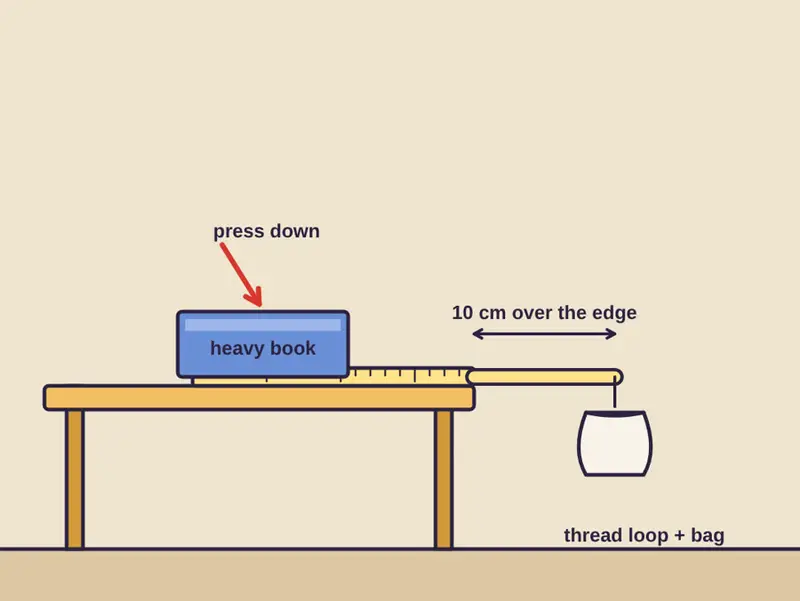 press down
10 cm over the edge
heavy book
thread loop + bag